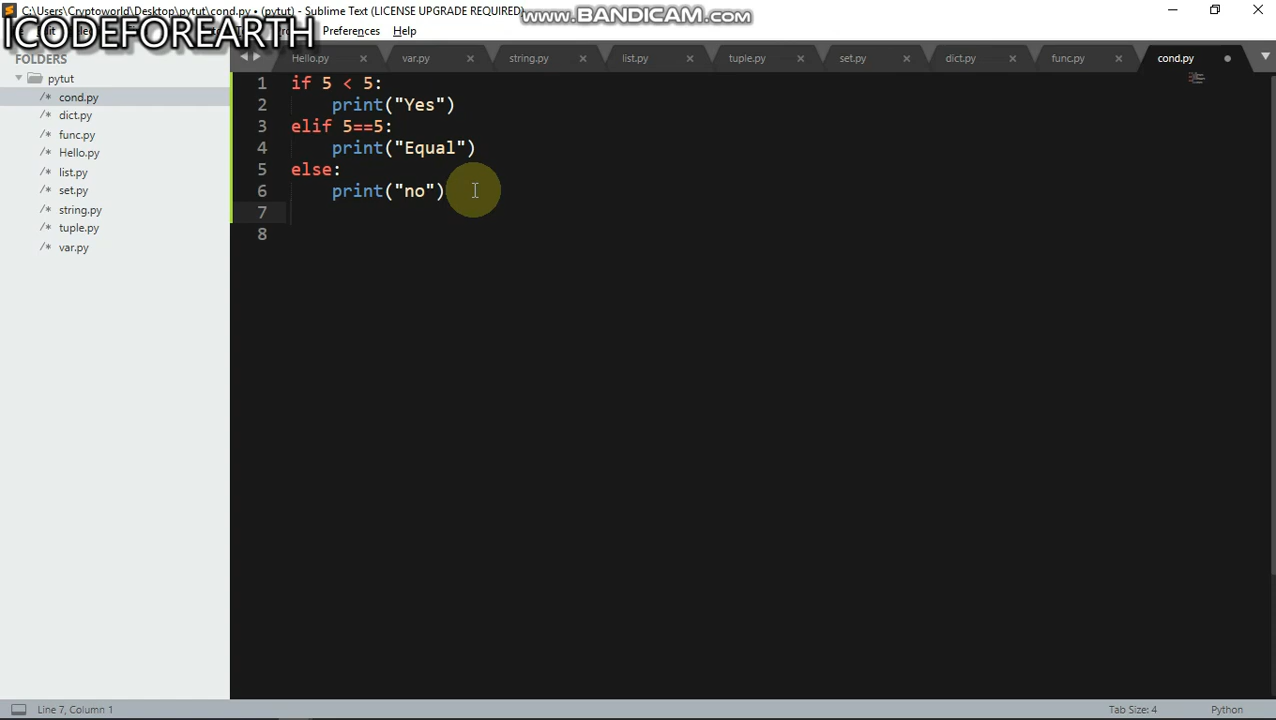 C:\Users\Cryptoworld\Desktop\pytut\cond.py • (pytut) - Sublime Text (LICENSE UPGRADE REQUIRED)
www.BANDICAM.com
ICODEFOREARTH
Preferences Help
FOLDERS
pytut
/* cond.py
/* dict.py
/* func.py
/* Hello.py
/* list.py
/* set.py
/* string.py
/* tuple.py
/* var.py
Hello.py var.py string.py list.py tuple.py set.py dict.py func.py cond.py
1 if 5 < 5:
2 print("Yes")
3 elif 5==5:
4 print("Equal")
5 else:
6 print("no")
7
8
Line 7, Column 1
Tab Size: 4
Python